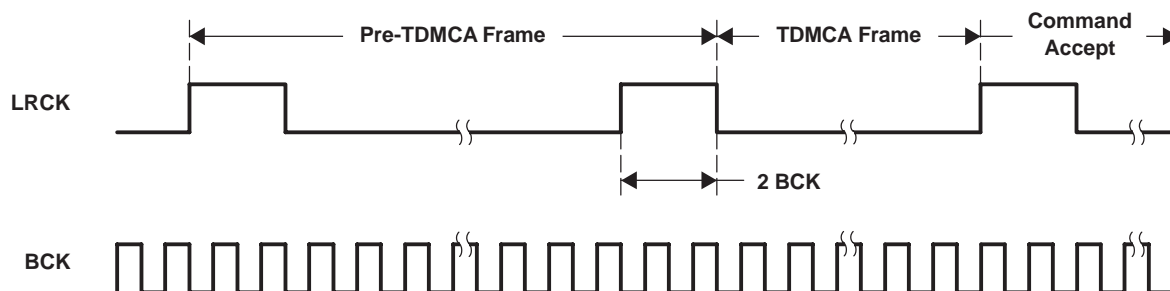 Pre-TDMCA Frame
TDMCA Frame
Command
Accept
LRCK
2 BCK
BCK